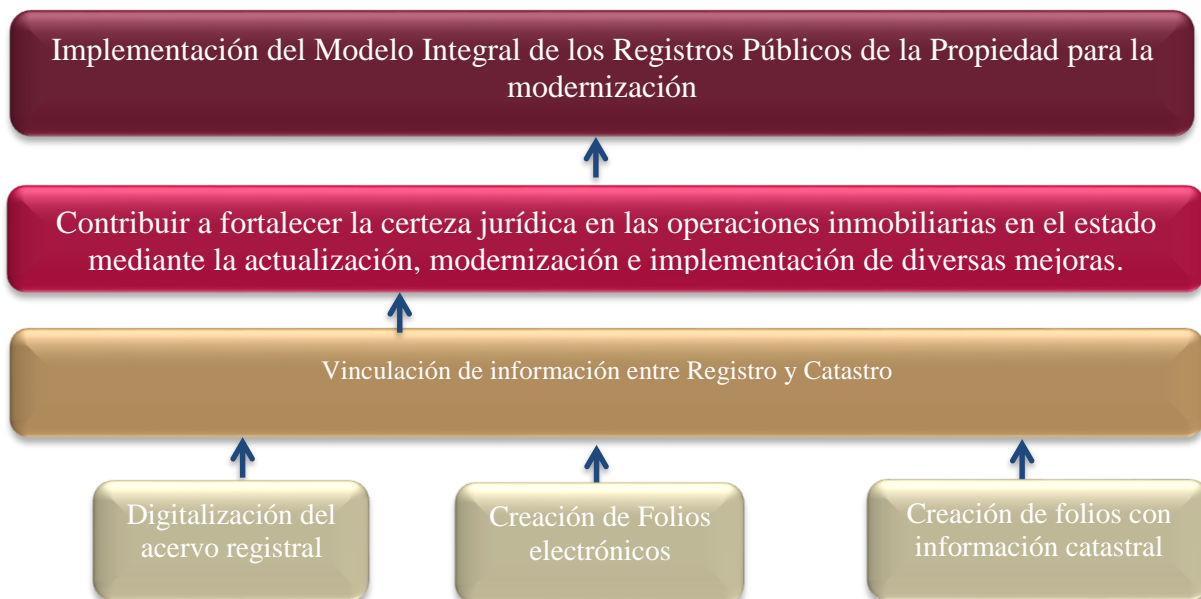 Implementación del Modelo Integral de los Registros Públicos de la Propiedad para la
modernización
Contribuir a fortalecer la certeza jurídica en las operaciones inmobiliarias en el estado
mediante la actualización, modernización e implementación de diversas mejoras.
Vinculación de información entre Registro y Catastro
Digitalización del
acervo registral
Creación de Folios
electrónicos
Creación de folios con
información catastral